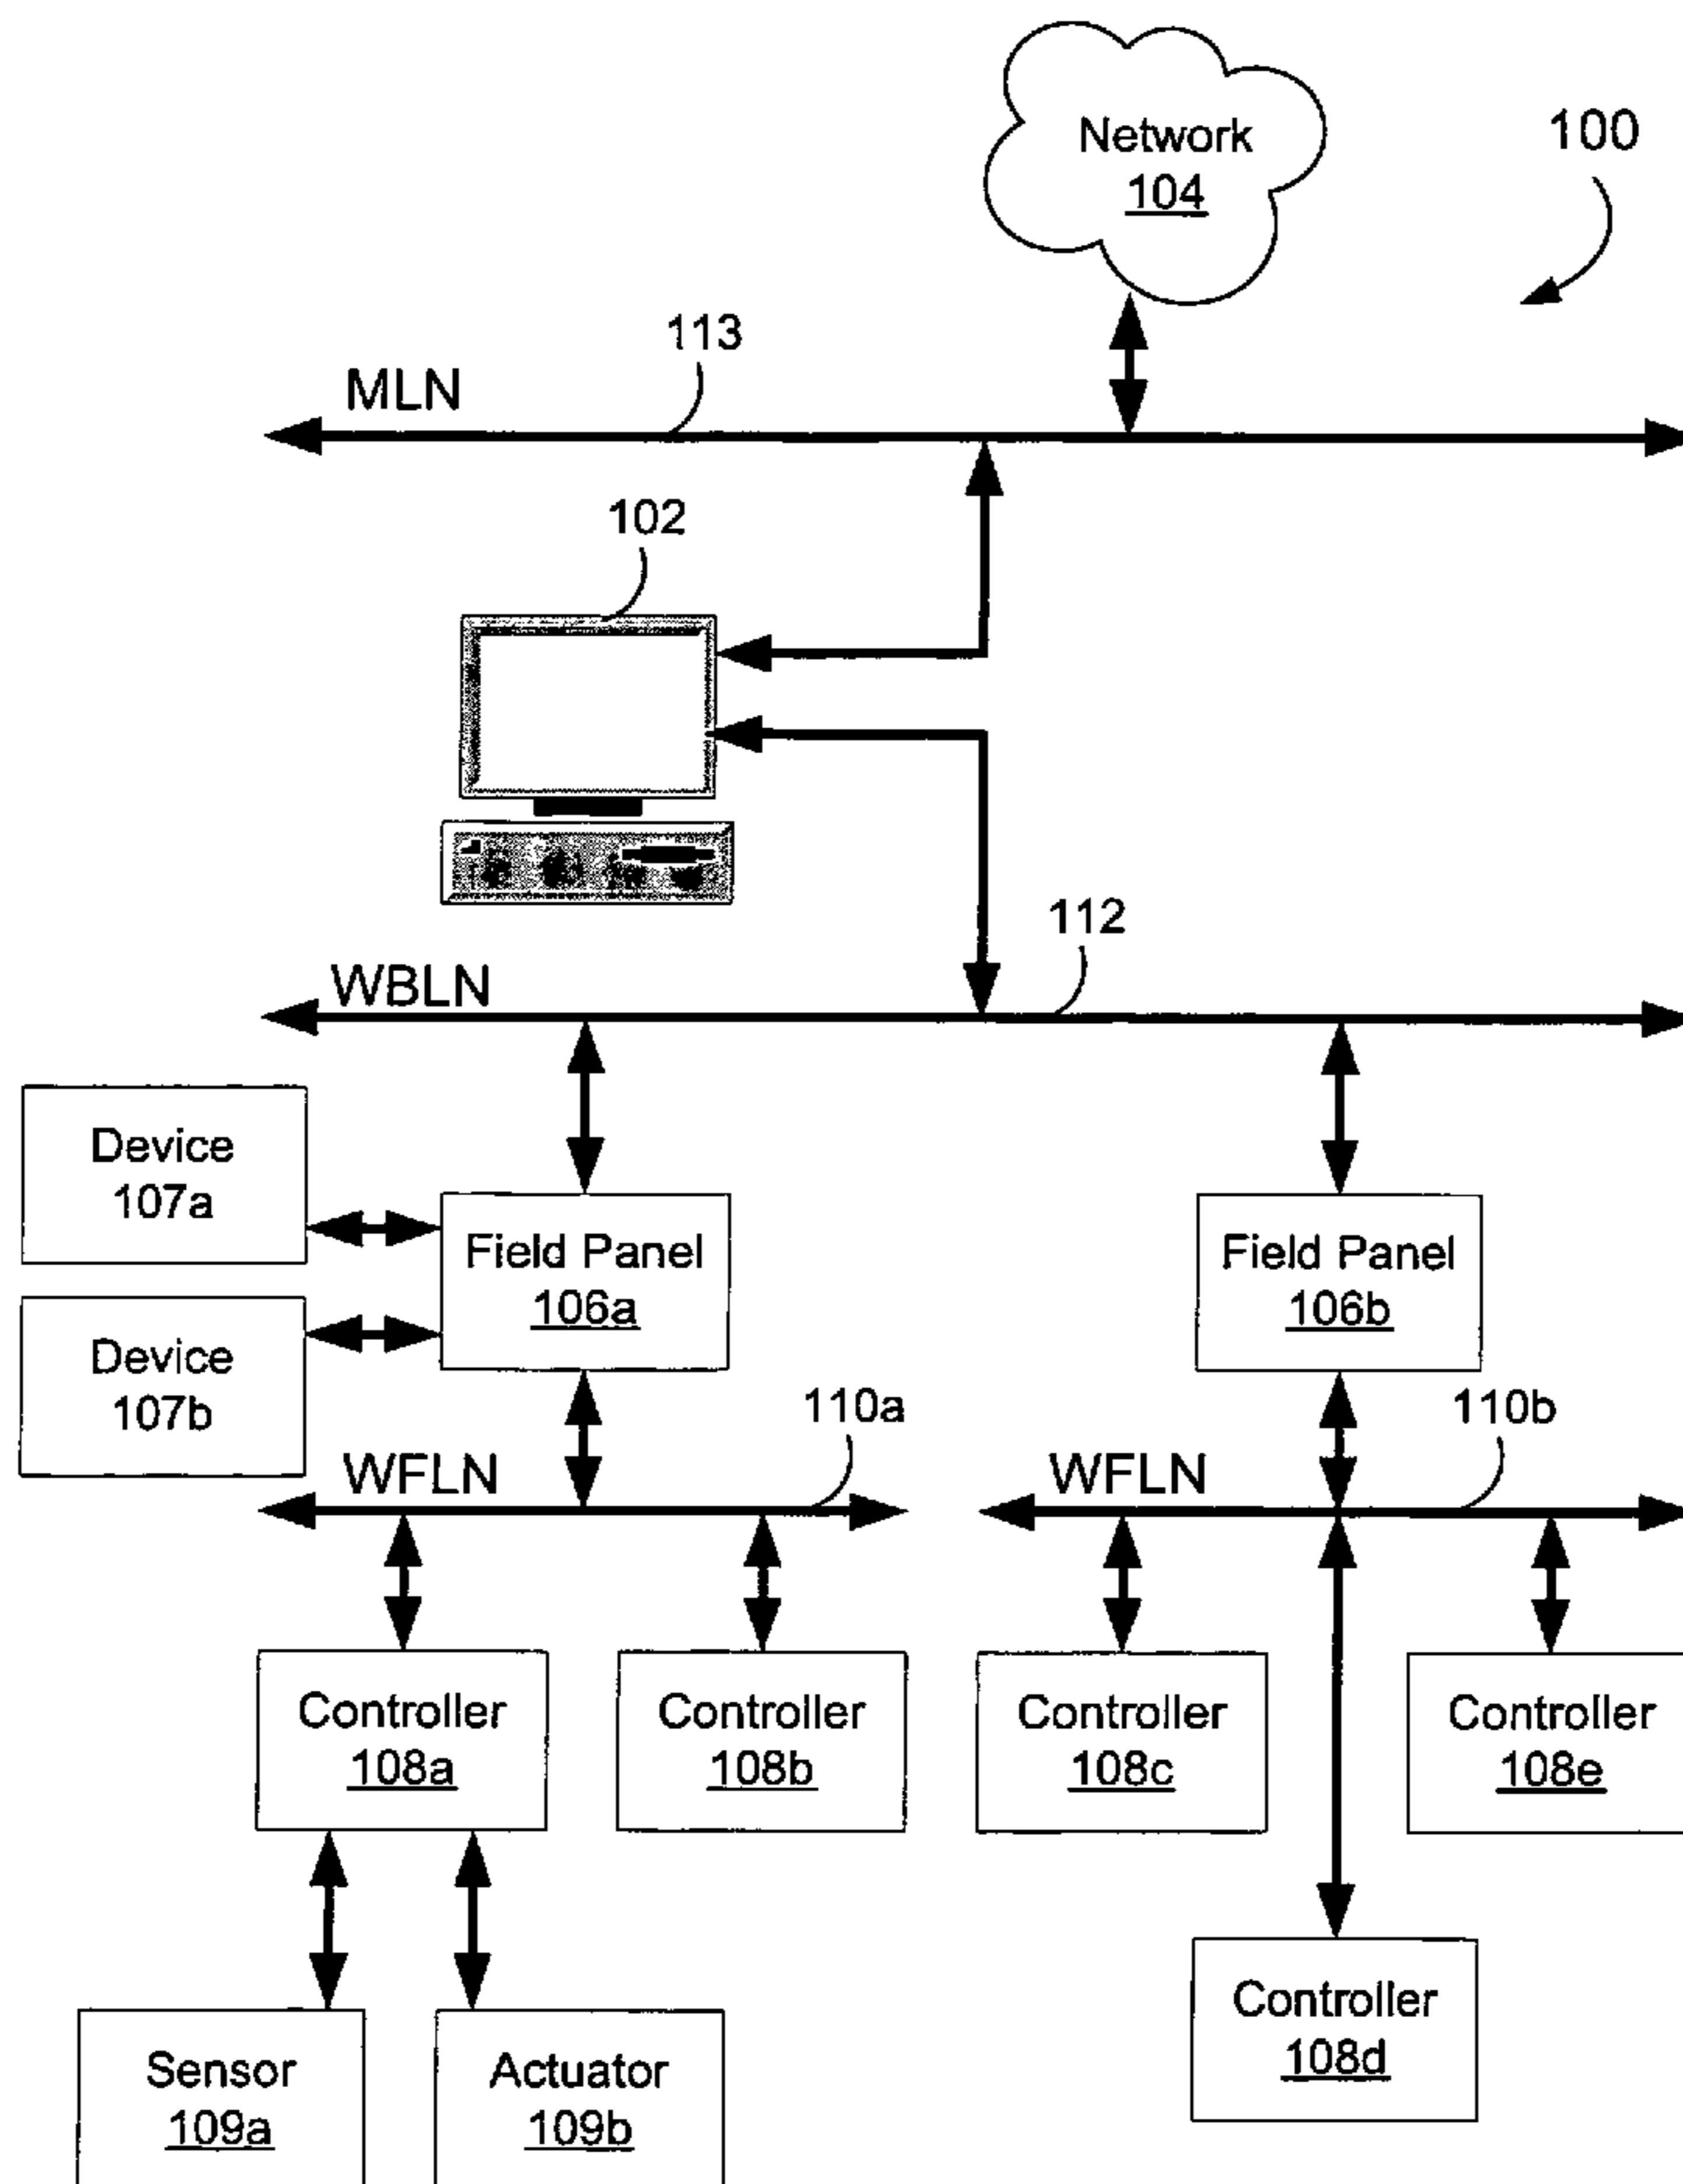 Network
104
100
113
MLN
102
112
WBLN
Device
107a
Field Panel
106a
Field Panel
106b
Device
107b
110a
110b
WFLN
WFLN
Controller
108a
Controller
108b
Controller
108c
Controller
108e
Controller
108d
Sensor
109a
Actuator
109b